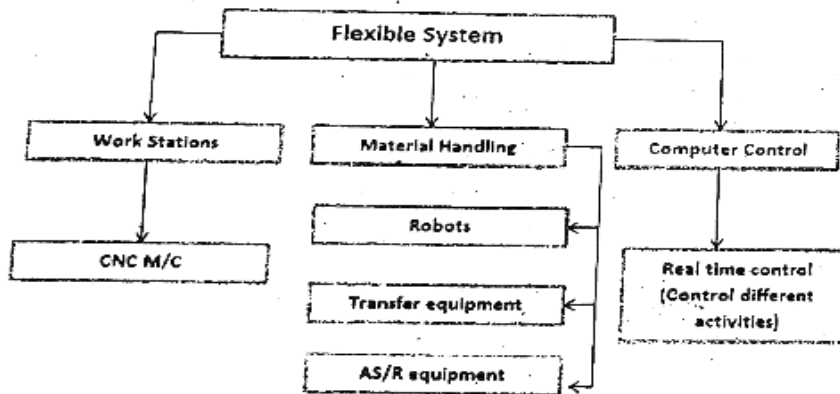 Flexible System
Work Stations
Material Handling
Computer Control
Robots
CNC M/C
Real time control
(Control different
activities)
Transfer equipment
AS/R equipment